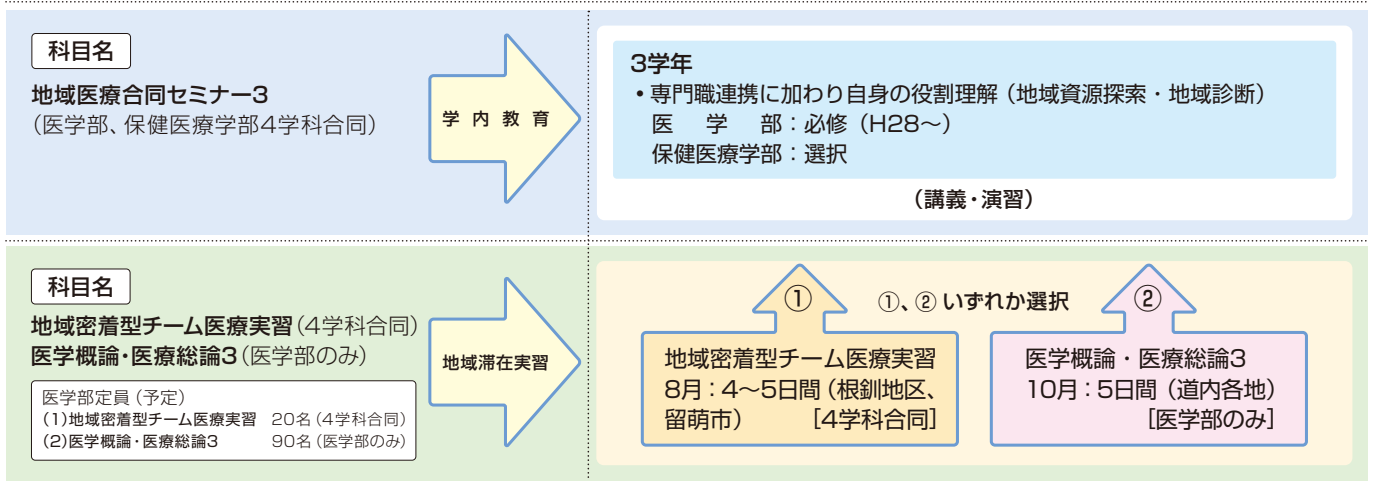 科目名
地域医療合同セミナー3
（医学部、保健医療学部4学科合同）
学内教育
3学年
•専門職連携に加わり自身の役割理解（地域資源探索・地域診断）
医学部：必修（H28～）
保健医療学部：選択
（講義・演習）
科目名
地域密着型チーム医療実習（4学科合同）
医学概論・医療総論3（医学部のみ）
医学部定員（予定）
(1)地域密着型チーム医療実習 20名（4学科合同）
(2)医学概論・医療総論3 90名（医学部のみ）
地域滞在実習
①
①、②いずれか選択
②
地域密着型チーム医療実習
8月：4～5日間（根釧地区、
留萌市） ［4学科合同］
医学概論・医療総論3
10月：5日間（道内各地）
［医学部のみ］